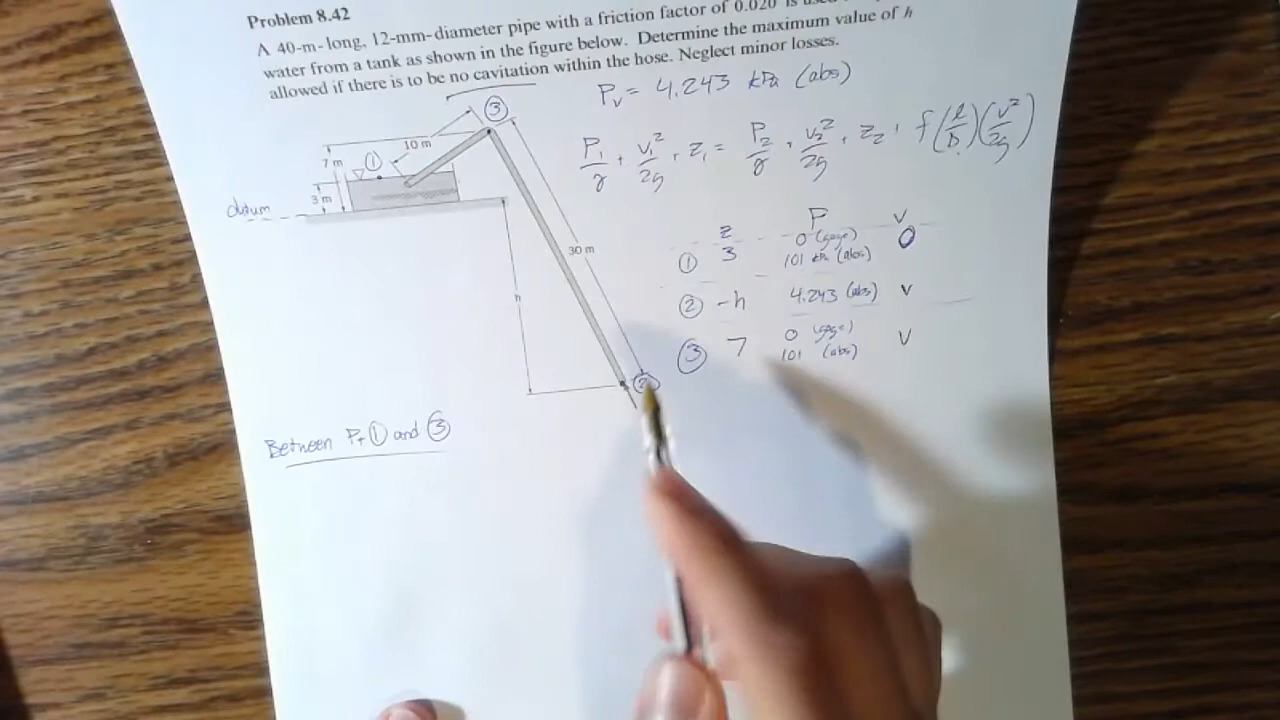 Problem 8.42
A 40-m-long, 12-mm-diameter pipe with a friction factor of 0.020 is
water from a tank as shown in the figure below. Determine the maximum value of h
allowed if there is to be no cavitation within the hose. Neglect minor losses.
Pv = 4.243 kPa (abs)
P1/γ + V1²/2g + Z1 = P2/γ + V2²/2g + Z2 + f(l/D)(V²/2g)
③
10 m
7 m
①
3 m
datum
30 m
h
②
Z P V
① 3 0 (gage) 0
101 kPa (abs)
② -h 4.243 (abs) V
③ 7 0 (gage) V
101 (abs)
Between Pt ① and ③